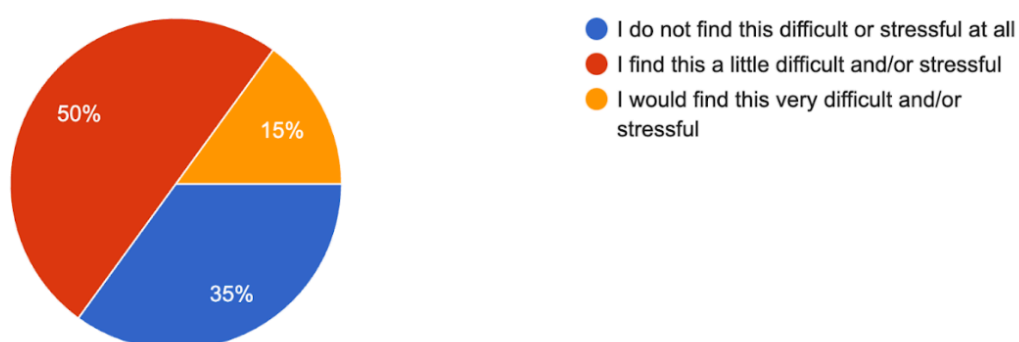 I do not find this difficult or stressful at all
I find this a little difficult and/or stressful
I would find this very difficult and/or
stressful
50%
15%
35%